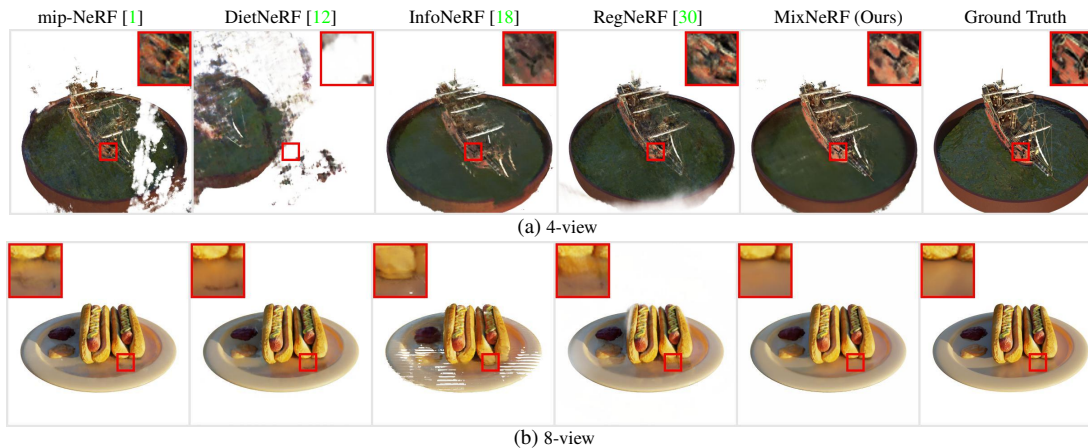 mip-NeRF [1] DietNeRF [12] InfoNeRF [18] RegNeRF [30] MixNeRF (Ours) Ground Truth
(a) 4-view
(b) 8-view